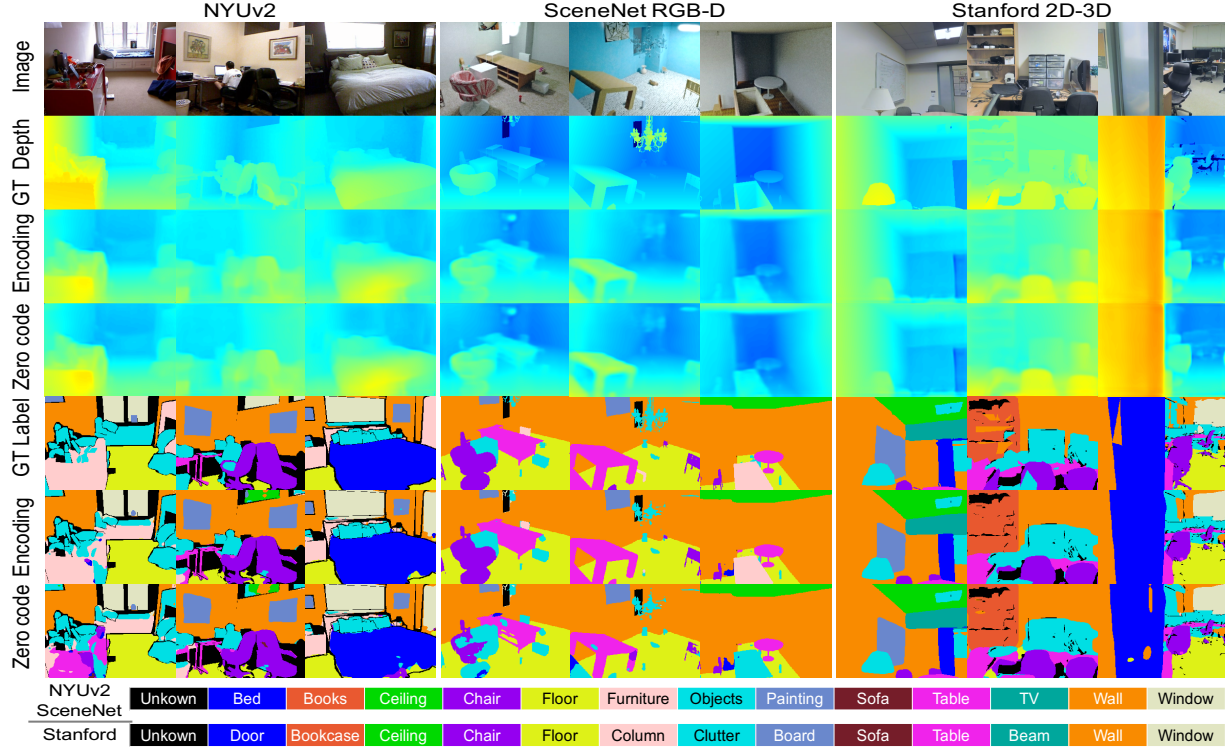 NYUv2 SceneNet RGB-D Stanford 2D-3D
Image
GT Depth
Encoding
Zero code
GT Label
Encoding
Zero code
NYUv2
SceneNet
Unkown Bed Books Ceiling Chair Floor Furniture Objects Painting Sofa Table TV Wall Window
Stanford Unkown Door Bookcase Ceiling Chair Floor Column Clutter Board Sofa Table Beam Wall Window